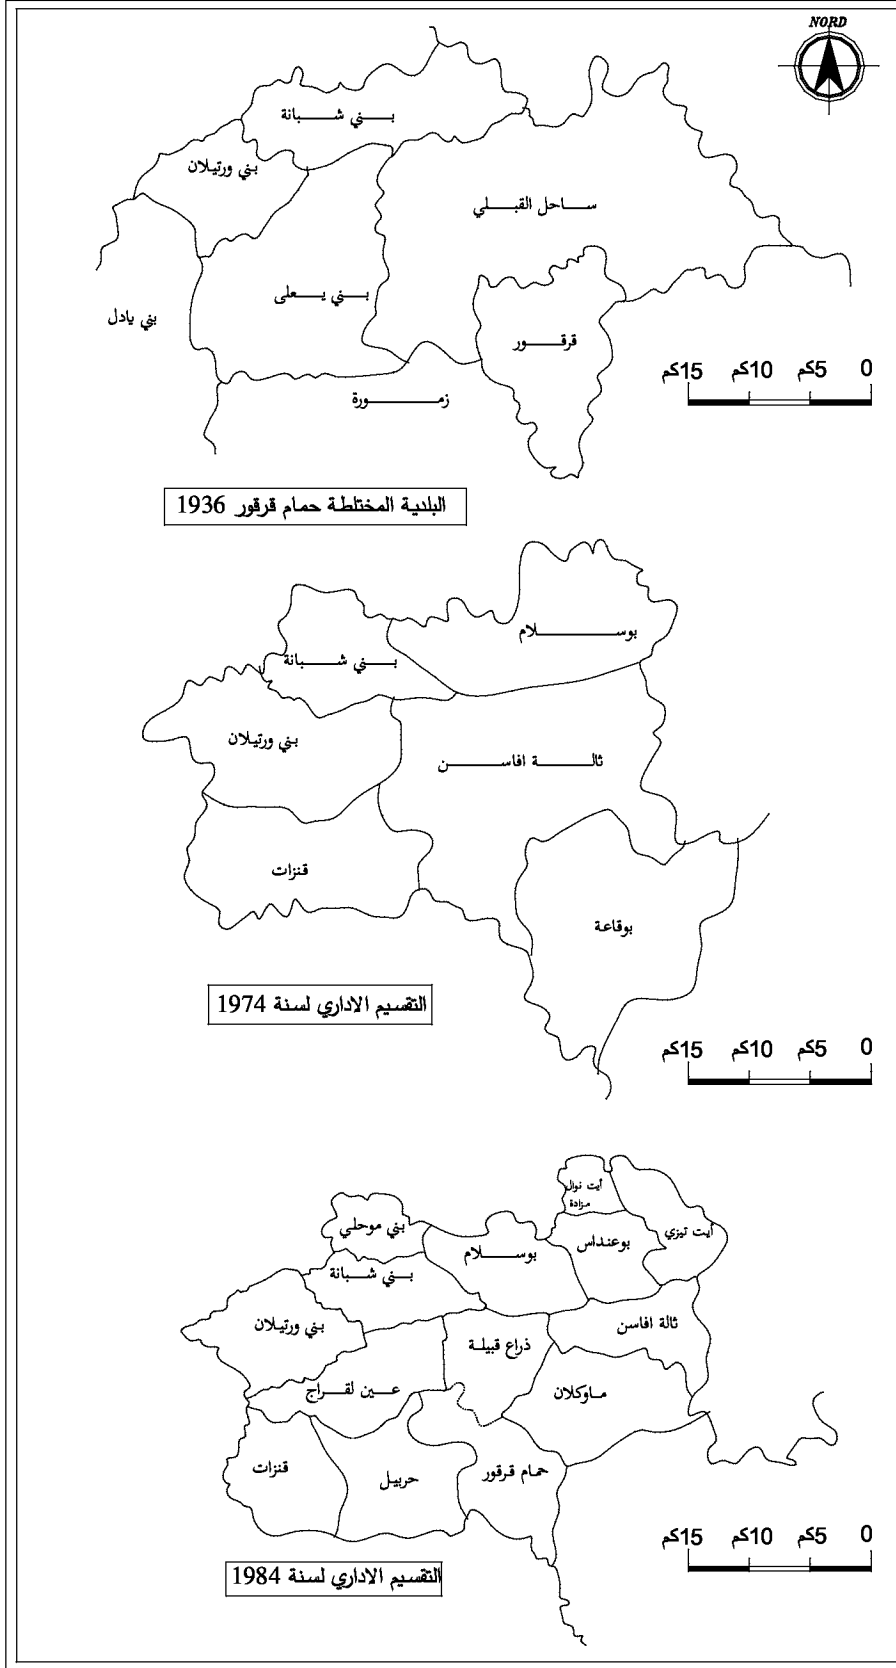 NORD
بني شبانة
بني ورتيلان
ساحل القبلي
بني يعلى
بني يادل
قرقور
زمورة
0 5كم 10كم 15كم
البلدية المختلطة حمام قرقور 1936
بوسلام
بني شبانة
بني ورتيلان
ثالة افاسن
قنزات
بوقاعة
التقسيم الاداري لسنة 1974
0 5كم 10كم 15كم
أيت نوال
مزادة
بني موحلي
أيت تيزي
بوعنداس
بوسلام
بني شبانة
ثالة افاسن
بني ورتيلان
ذراع قبيلة
عين لقراج
ماوكلان
قنزات
حربيل
حمام قرقور
0 5كم 10كم 15كم
التقسيم الاداري لسنة 1984